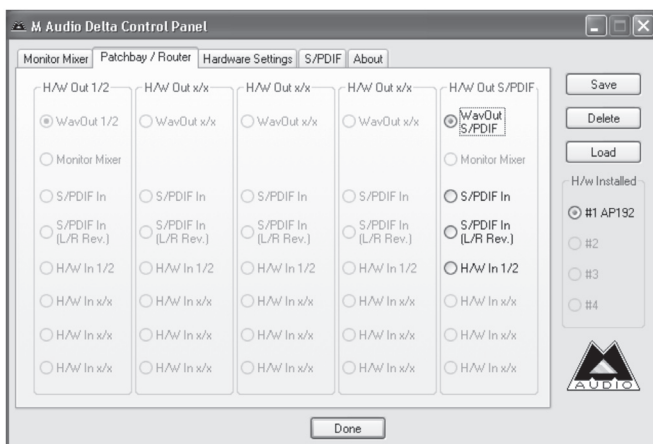 M Audio Delta Control Panel
Monitor Mixer Patchbay / Router Hardware Settings S/PDIF About
H/W Out 1/2
WavOut 1/2
Monitor Mixer
S/PDIF In
S/PDIF In
(L/R Rev.)
H/W In 1/2
H/W In x/x
H/W In x/x
H/W In x/x
H/W Out x/x
WavOut x/x
S/PDIF In
S/PDIF In
(L/R Rev.)
H/W In 1/2
H/W In x/x
H/W In x/x
H/W In x/x
H/W Out x/x
WavOut x/x
S/PDIF In
S/PDIF In
(L/R Rev.)
H/W In 1/2
H/W In x/x
H/W In x/x
H/W In x/x
H/W Out x/x
WavOut x/x
S/PDIF In
S/PDIF In
(L/R Rev.)
H/W In 1/2
H/W In x/x
H/W In x/x
H/W In x/x
H/W Out S/PDIF
WavOut
S/PDIF
Monitor Mixer
S/PDIF In
S/PDIF In
(L/R Rev.)
H/W In 1/2
H/W In x/x
H/W In x/x
H/W In x/x
Save
Delete
Load
H/w Installed
#1 AP192
#2
#3
#4
AUDIO
Done